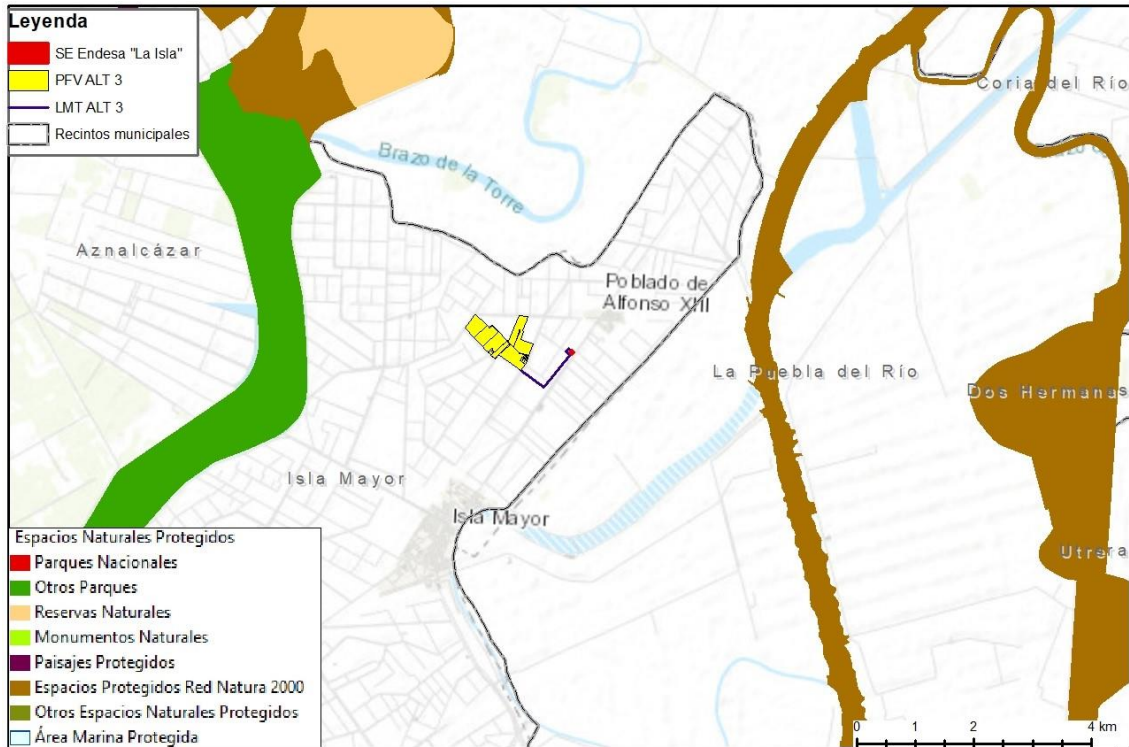 Leyenda
SE Endesa "La Isla"
PFV ALT 3
LMT ALT 3
Recintos municipales
Coria del Río
Brazo de la Torre
Aznalcázar
Poblado de
Alfonso XIII
La Puebla del Río
Dos Hermanas
Isla Mayor
Isla Mayor
Utrera
Espacios Naturales Protegidos
Parques Nacionales
Otros Parques
Reservas Naturales
Monumentos Naturales
Paisajes Protegidos
Espacios Protegidos Red Natura 2000
Otros Espacios Naturales Protegidos
Área Marina Protegida
0 1 2 4 km